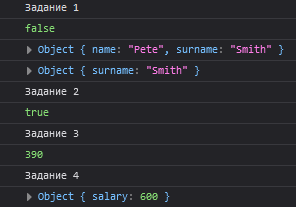 Задание 1
false
▶ Object { name: "Pete", surname: "Smith" }
▶ Object { surname: "Smith" }
Задание 2
true
Задание 3
390
Задание 4
▶ Object { salary: 600 }